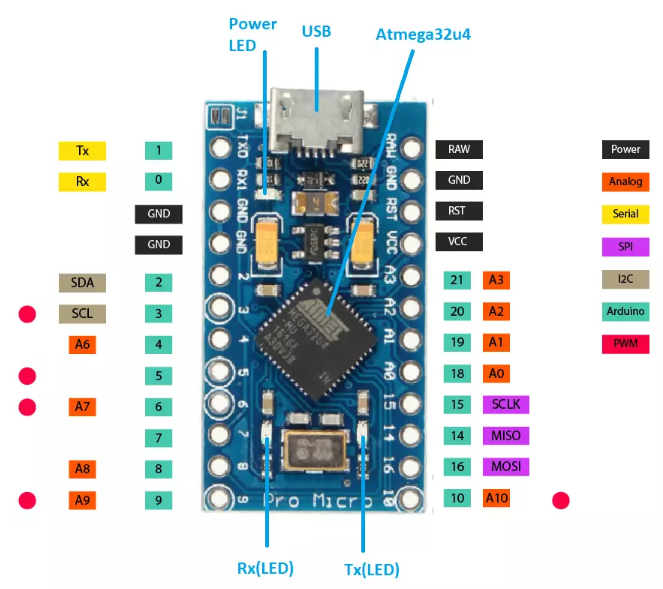 Power
LED
USB
Atmega32u4
J1
Tx 1 TXO RAW RAW Power
Rx 0 RX1 GND GND Analog
GND GND RST RST Serial
GND GND VCC VCC SPI
SDA 2 2 A3 21 A3 I2C
SCL 3 3 A2 20 A2 Arduino
A6 4 4 A1 19 A1 PWM
5 5 A0 18 A0
A7 6 6 15 15 SCLK
7 7 14 14 MISO
A8 8 8 16 16 MOSI
A9 9 9 Pro Micro 10 10 A10
ATMEL
MEGA32U4
Rx(LED)
Tx(LED)